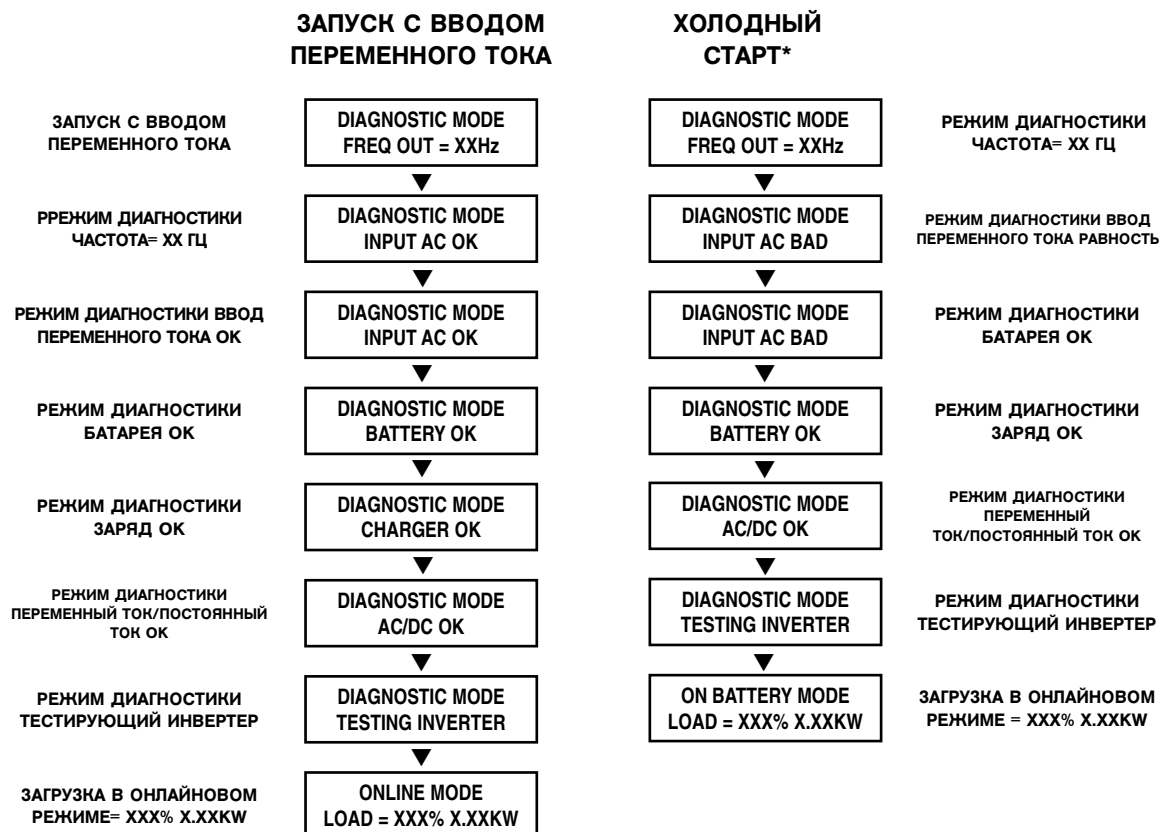 ЗАПУСК С ВВОДОМ
ПЕРЕМЕННОГО ТОКА
ХОЛОДНЫЙ
СТАРТ*
ЗАПУСК С ВВОДОМ
ПЕРЕМЕННОГО ТОКА
DIAGNOSTIC MODE
FREQ OUT = XXHz
DIAGNOSTIC MODE
FREQ OUT = XXHz
РЕЖИМ ДИАГНОСТИКИ
ЧАСТОТА= XX ГЦ
РРЕЖИМ ДИАГНОСТИКИ
ЧАСТОТА= XX ГЦ
DIAGNOSTIC MODE
INPUT AC OK
DIAGNOSTIC MODE
INPUT AC BAD
РЕЖИМ ДИАГНОСТИКИ ВВОД
ПЕРЕМЕННОГО ТОКА РАВНОСТЬ
РЕЖИМ ДИАГНОСТИКИ ВВОД
ПЕРЕМЕННОГО ТОКА OK
DIAGNOSTIC MODE
INPUT AC OK
DIAGNOSTIC MODE
INPUT AC BAD
РЕЖИМ ДИАГНОСТИКИ
БАТАРЕЯ OK
РЕЖИМ ДИАГНОСТИКИ
БАТАРЕЯ OK
DIAGNOSTIC MODE
BATTERY OK
DIAGNOSTIC MODE
BATTERY OK
РЕЖИМ ДИАГНОСТИКИ
ЗАРЯД OK
РЕЖИМ ДИАГНОСТИКИ
ЗАРЯД OK
DIAGNOSTIC MODE
CHARGER OK
DIAGNOSTIC MODE
AC/DC OK
РЕЖИМ ДИАГНОСТИКИ
ПЕРЕМЕННЫЙ
ТОК/ПОСТОЯННЫЙ ТОК OK
РЕЖИМ ДИАГНОСТИКИ
ПЕРЕМЕННЫЙ ТОК/ПОСТОЯННЫЙ
ТОК OK
DIAGNOSTIC MODE
AC/DC OK
DIAGNOSTIC MODE
TESTING INVERTER
РЕЖИМ ДИАГНОСТИКИ
ТЕСТИРУЮЩИЙ ИНВЕРТЕР
РЕЖИМ ДИАГНОСТИКИ
ТЕСТИРУЮЩИЙ ИНВЕРТЕР
DIAGNOSTIC MODE
TESTING INVERTER
ON BATTERY MODE
LOAD = XXX% X.XXKW
ЗАГРУЗКА В ОНЛАЙНОВОМ
РЕЖИМЕ = XXX% X.XXKW
ЗАГРУЗКА В ОНЛАЙНОВОМ
РЕЖИМЕ= XXX% X.XXKW
ONLINE MODE
LOAD = XXX% X.XXKW